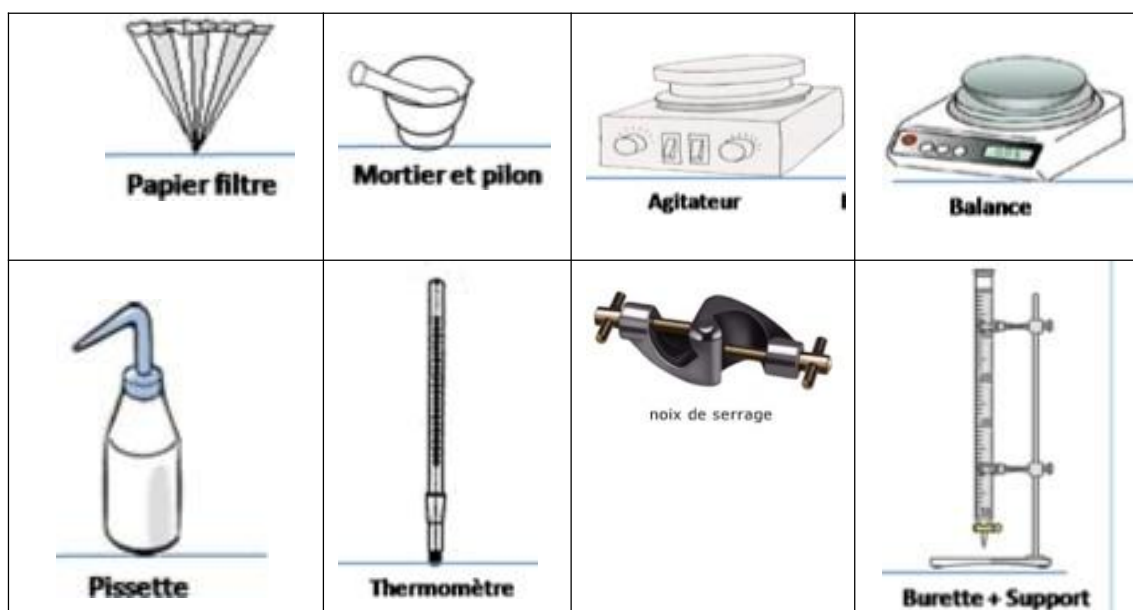 Papier filtre
Mortier et pilon
Agitateur
Balance
Pissette
Thermomètre
noix de serrage
Burette + Support